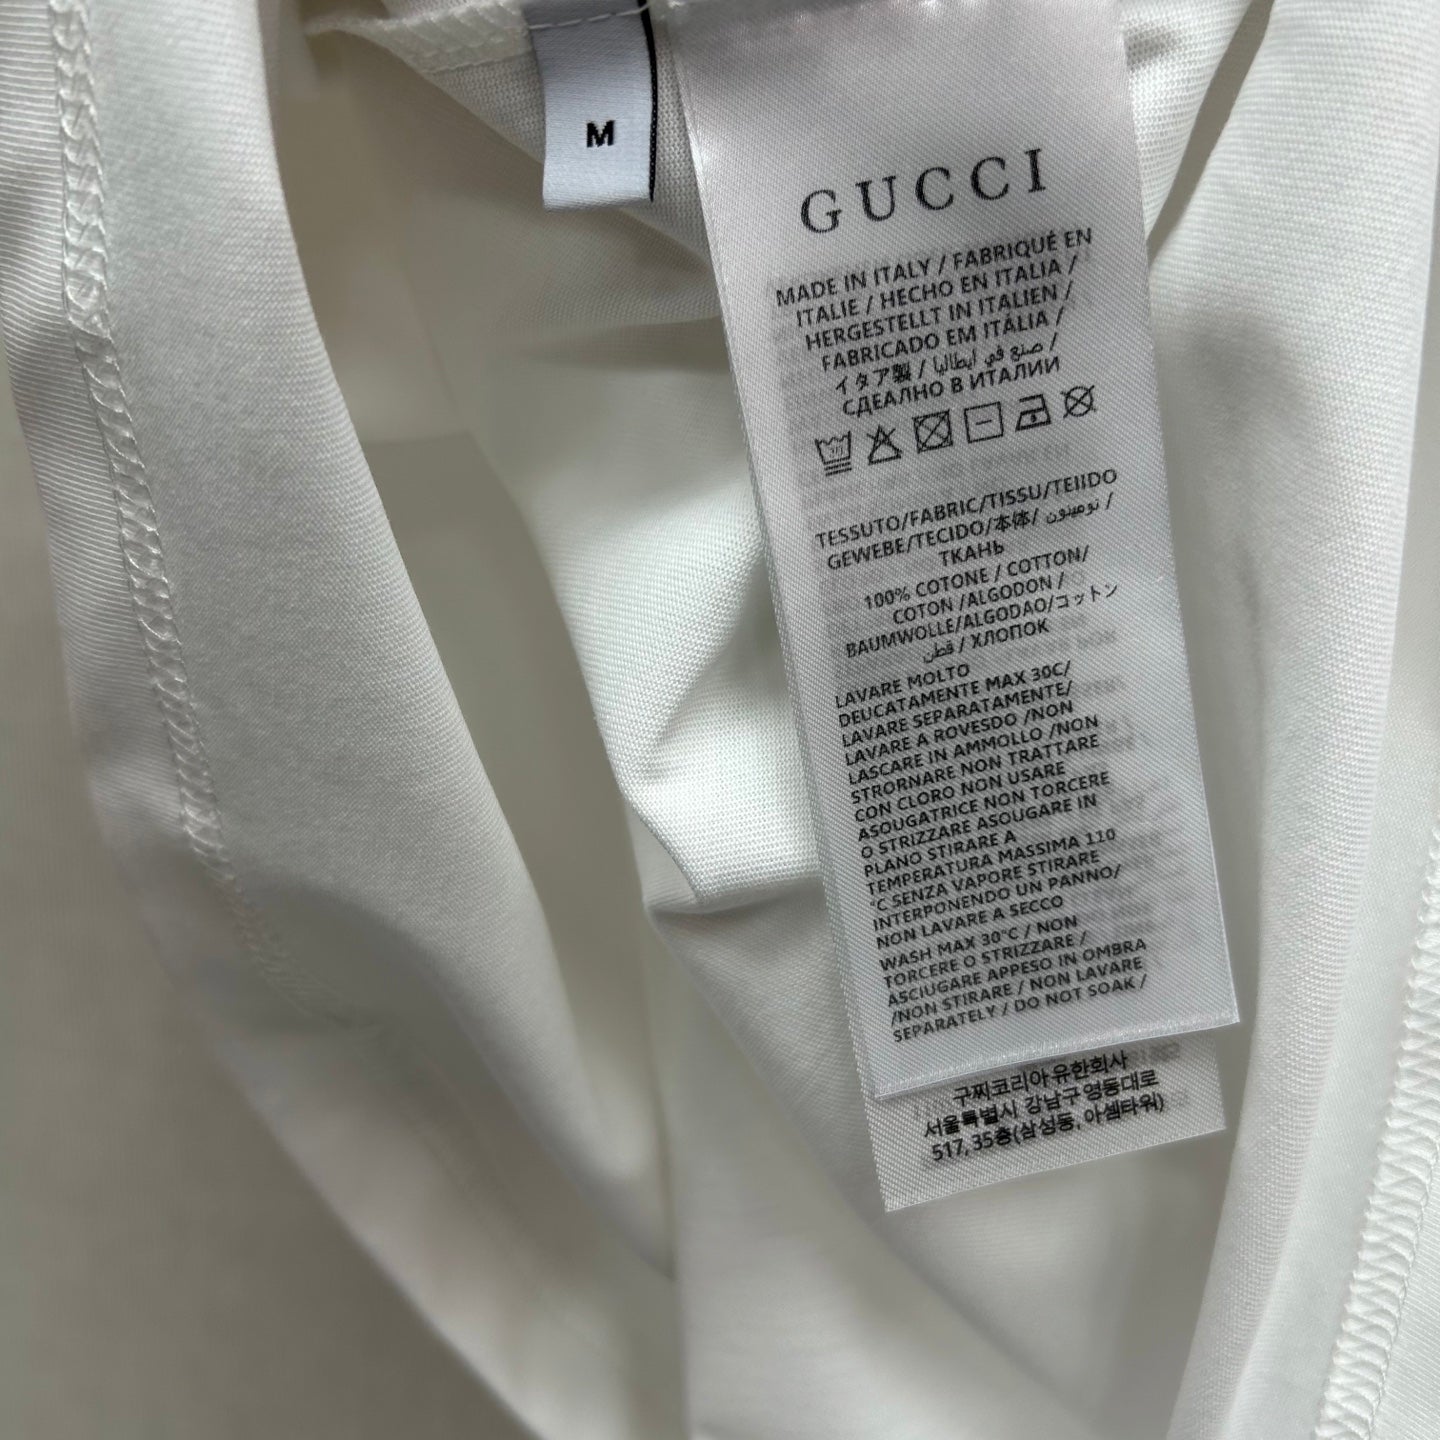 M
GUCCI
MADE IN ITALY / FABRIQUÉ EN
ITALIE / HECHO EN ITALIA /
HERGESTELLT IN ITALIEN /
FABRICADO EM ITÁLIA /
イタア製 / صنع في ايطاليا /
СДЕАЛНО В ИТАЛИИ
TESSUTO/FABRIC/TISSU/TEIIDO
GEWEBE/TECIDO/本体/ نومينون /
ТКАНЬ
100% COTONE / COTTON/
COTON /ALGODON /
BAUMWOLLE/ALGODAO/コットン
قطن / ХЛОПОК
LAVARE MOLTO
DEUCATAMENTE MAX 30C/
LAVARE SEPARATAMENTE/
LAVARE A ROVESDO /NON
LASCARE IN AMMOLLO /NON
STRORNARE NON TRATTARE
CON CLORO NON USARE
ASOUGATRICE NON TORCERE
O STRIZZARE ASOUGARE IN
PLANO STIRARE A
TEMPERATURA MASSIMA 110
°C SENZA VAPORE STIRARE
INTERPONENDO UN PANNO/
NON LAVARE A SECCO
WASH MAX 30°C / NON
TORCERE O STRIZZARE /
ASCIUGARE APPESO IN OMBRA
/NON STIRARE / NON LAVARE
SEPARATELY / DO NOT SOAK /
구찌코리아 유한회사
서울특별시 강남구 영동대로
517, 35층(삼성동, 아셈타워)